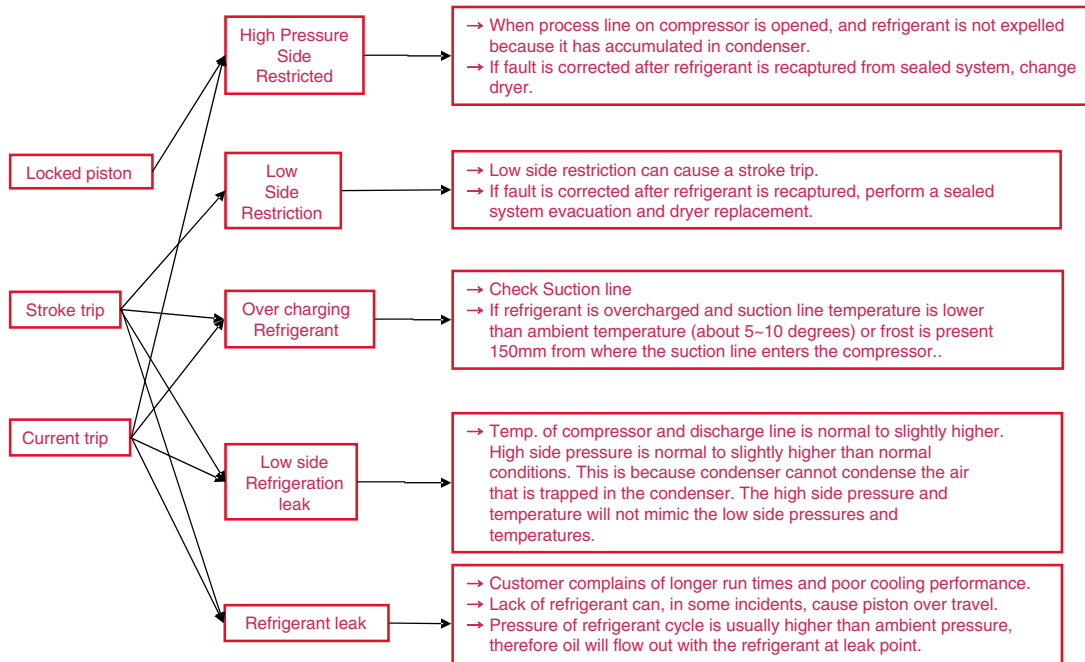 High Pressure
Side
Restricted
→ When process line on compressor is opened, and refrigerant is not expelled
because it has accumulated in condenser.
→ If fault is corrected after refrigerant is recaptured from sealed system, change
dryer.
Locked piston
Low
Side
Restriction
→ Low side restriction can cause a stroke trip.
→ If fault is corrected after refrigerant is recaptured, perform a sealed
system evacuation and dryer replacement.
Stroke trip
Over charging
Refrigerant
→ Check Suction line
→ If refrigerant is overcharged and suction line temperature is lower
than ambient temperature (about 5~10 degrees) or frost is present
150mm from where the suction line enters the compressor..
Current trip
Low side
Refrigeration
leak
→ Temp. of compressor and discharge line is normal to slightly higher.
High side pressure is normal to slightly higher than normal
conditions. This is because condenser cannot condense the air
that is trapped in the condenser. The high side pressure and
temperature will not mimic the low side pressures and
temperatures.
Refrigerant leak
→ Customer complains of longer run times and poor cooling performance.
→ Lack of refrigerant can, in some incidents, cause piston over travel.
→ Pressure of refrigerant cycle is usually higher than ambient pressure,
therefore oil will flow out with the refrigerant at leak point.